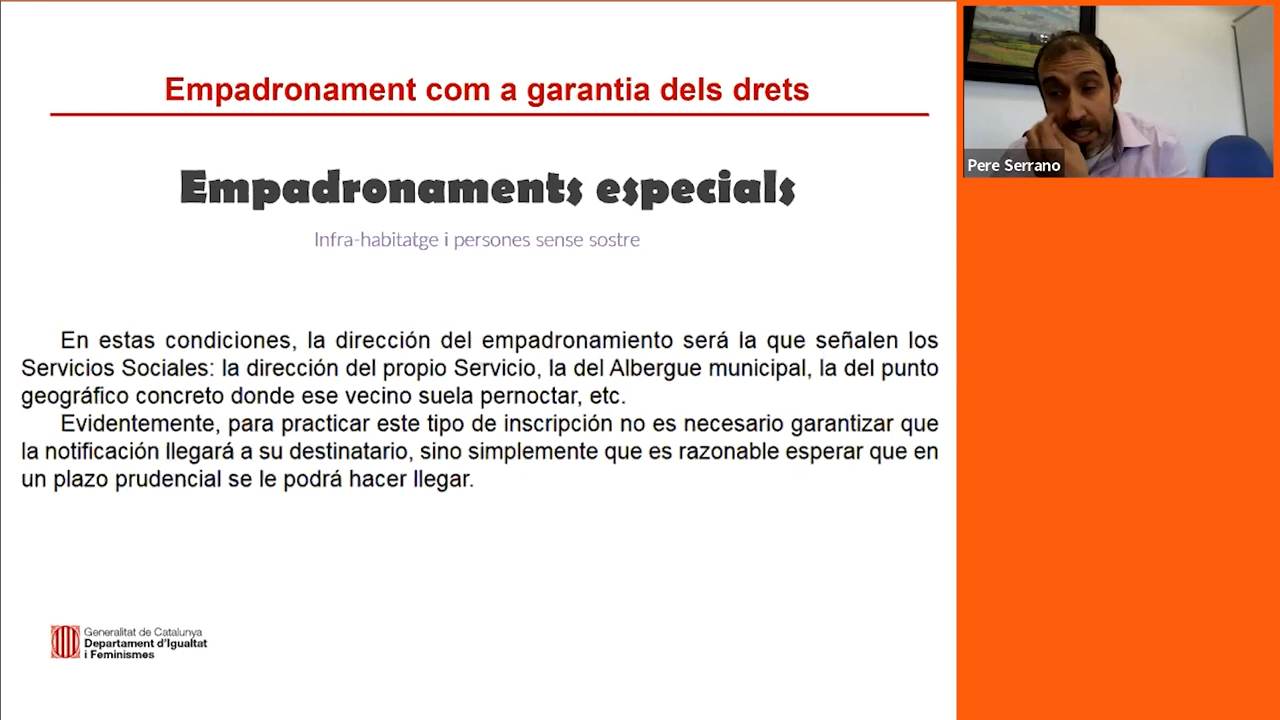 Empadronament com a garantia dels drets
Empadronaments especials
Infra-habitatge i persones sense sostre
En estas condiciones, la dirección del empadronamiento será la que señalen los
Servicios Sociales: la dirección del propio Servicio, la del Albergue municipal, la del punto
geográfico concreto donde ese vecino suela pernoctar, etc.
Evidentemente, para practicar este tipo de inscripción no es necesario garantizar que
la notificación llegará a su destinatario, sino simplemente que es razonable esperar que en
un plazo prudencial se le podrá hacer llegar.
Generalitat de Catalunya
Departament d'Igualtat
i Feminismes
Pere Serrano